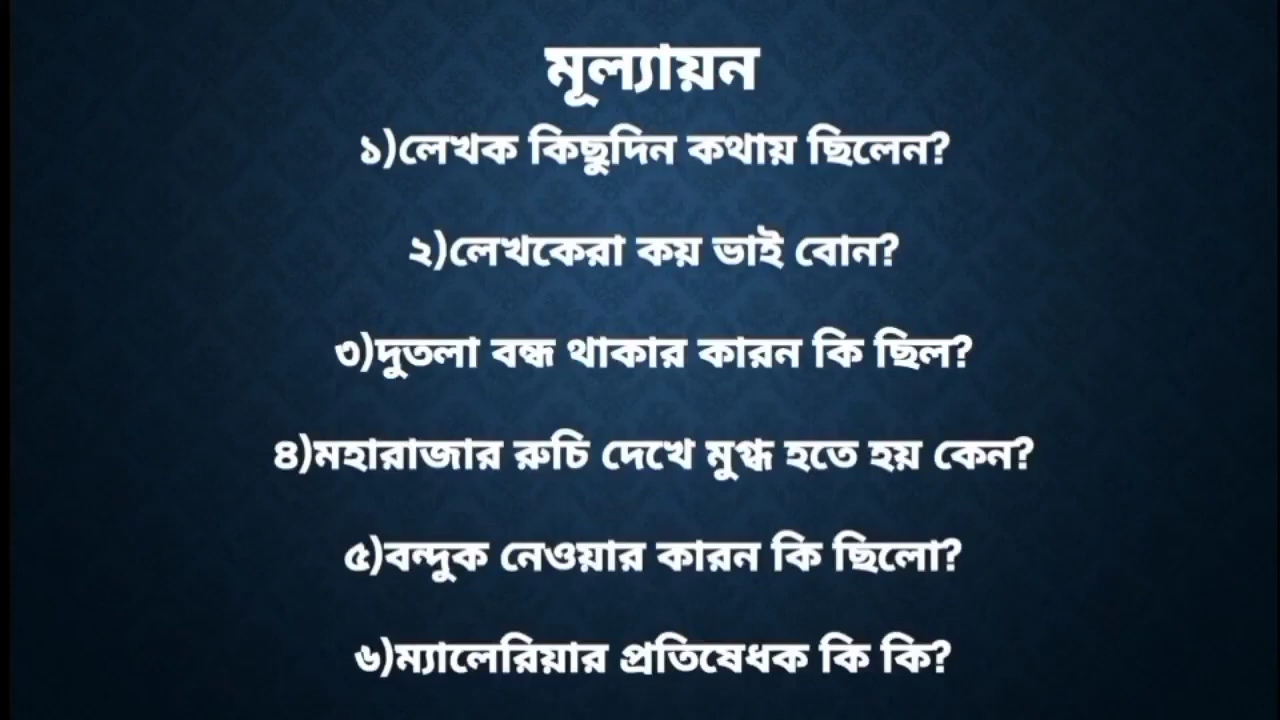 মূল্যায়ন
১)লেখক কিছুদিন কথায় ছিলেন?
২)লেখকেরা কয় ভাই বোন?
৩)দুতলা বন্ধ থাকার কারন কি ছিল?
৪)মহারাজার রুচি দেখে মুগ্ধ হতে হয় কেন?
৫)বন্দুক নেওয়ার কারন কি ছিলো?
৬)ম্যালেরিয়ার প্রতিষেধক কি কি?